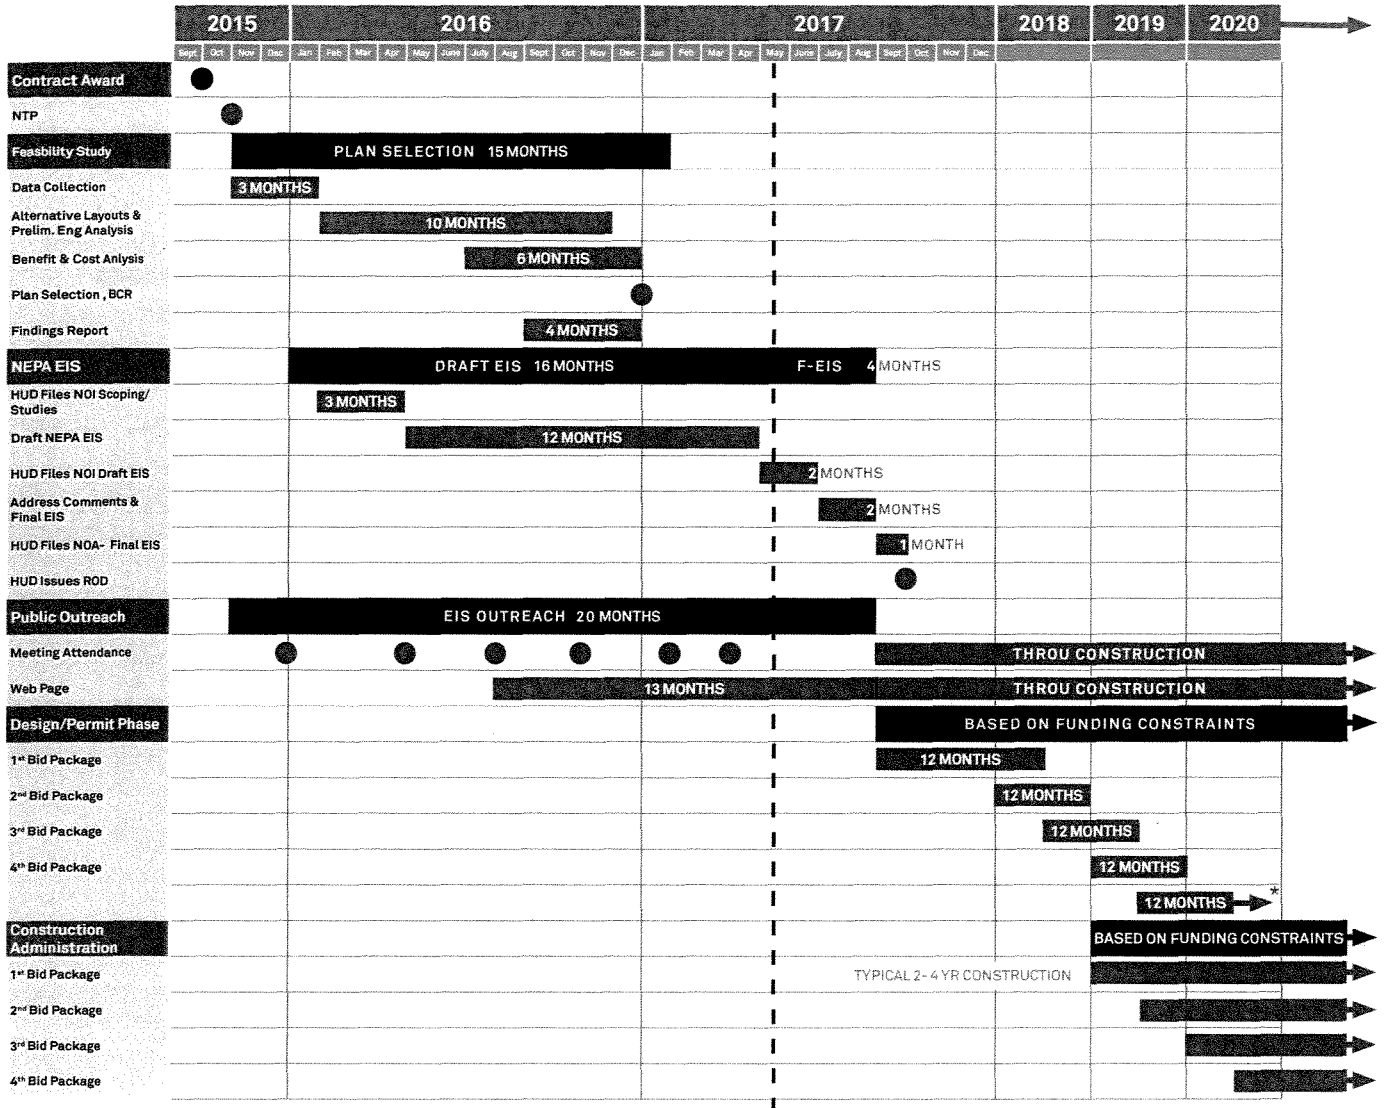 2015 2016 2017 2018 2019 2020
Sept Oct Nov Dec Jan Feb Mar Apr May June July Aug Sept Oct Nov Dec Jan Feb Mar Apr May June July Aug Sept Oct Nov Dec
Contract Award
NTP
Feasbility Study PLAN SELECTION 15 MONTHS
Data Collection 3 MONTHS
Alternative Layouts &
Prelim. Eng Analysis 10 MONTHS
Benefit & Cost Anlysis 6 MONTHS
Plan Selection , BCR
Findings Report 4 MONTHS
NEPA EIS DRAFT EIS 16 MONTHS F-EIS 4 MONTHS
HUD Files NOI Scoping/
Studies 3 MONTHS
Draft NEPA EIS 12 MONTHS
HUD Files NOI Draft EIS 2 MONTHS
Address Comments &
Final EIS 2 MONTHS
HUD Files NOA- Final EIS 1 MONTH
HUD Issues ROD
Public Outreach EIS OUTREACH 20 MONTHS
Meeting Attendance THROU CONSTRUCTION
Web Page 13 MONTHS THROU CONSTRUCTION
Design/Permit Phase BASED ON FUNDING CONSTRAINTS
1st Bid Package 12 MONTHS
2nd Bid Package 12 MONTHS
3rd Bid Package 12 MONTHS
4th Bid Package 12 MONTHS
12 MONTHS *
Construction
Administration BASED ON FUNDING CONSTRAINTS
1st Bid Package TYPICAL 2- 4 YR CONSTRUCTION
2nd Bid Package
3rd Bid Package
4th Bid Package